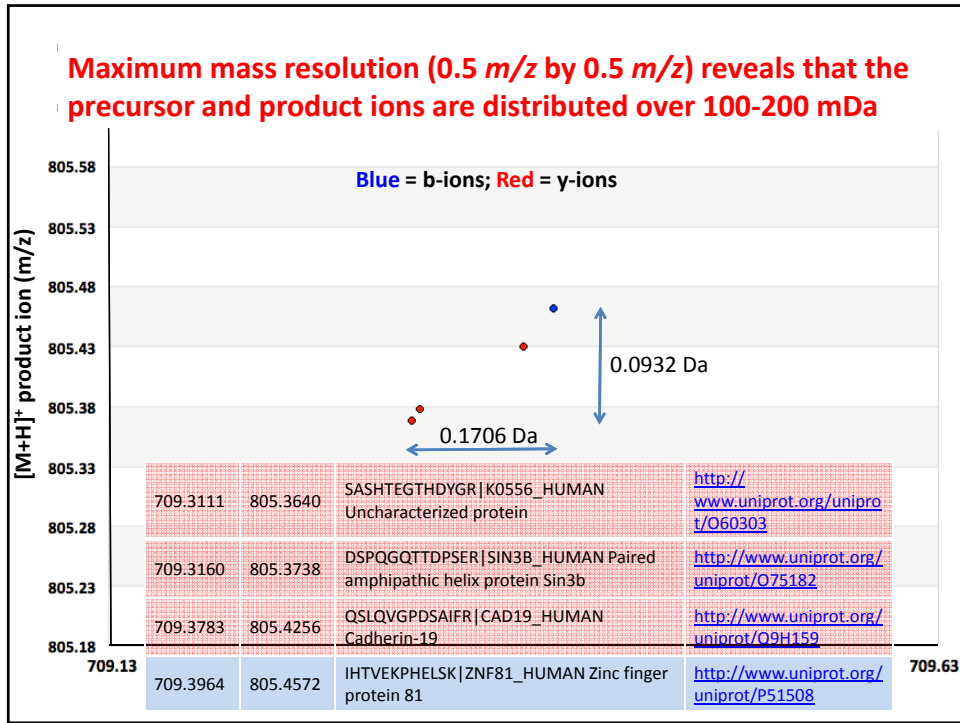 Maximum mass resolution (0.5 m/z by 0.5 m/z) reveals that the
precursor and product ions are distributed over 100-200 mDa
805.58
Blue = b-ions; Red = y-ions
805.53
805.48
805.43
0.0932 Da
805.38
0.1706 Da
805.33
805.28
805.23
805.18
[M+H]+ product ion (m/z)
709.13
709.63
709.3111 805.3640 SASHTEGTHDYGR|K0556_HUMAN
Uncharacterized protein
http://
www.uniprot.org/unipro
t/O60303
709.3160 805.3738 DSPQGQTTDPSER|SIN3B_HUMAN Paired
amphipathic helix protein Sin3b
http://www.uniprot.org/
uniprot/O75182
709.3783 805.4256 QSLQVGPDSAIFR|CAD19_HUMAN
Cadherin-19
http://www.uniprot.org/
uniprot/Q9H159
709.3964 805.4572 IHTVEKPHELSK|ZNF81_HUMAN Zinc finger
protein 81
http://www.uniprot.org/
uniprot/P51508